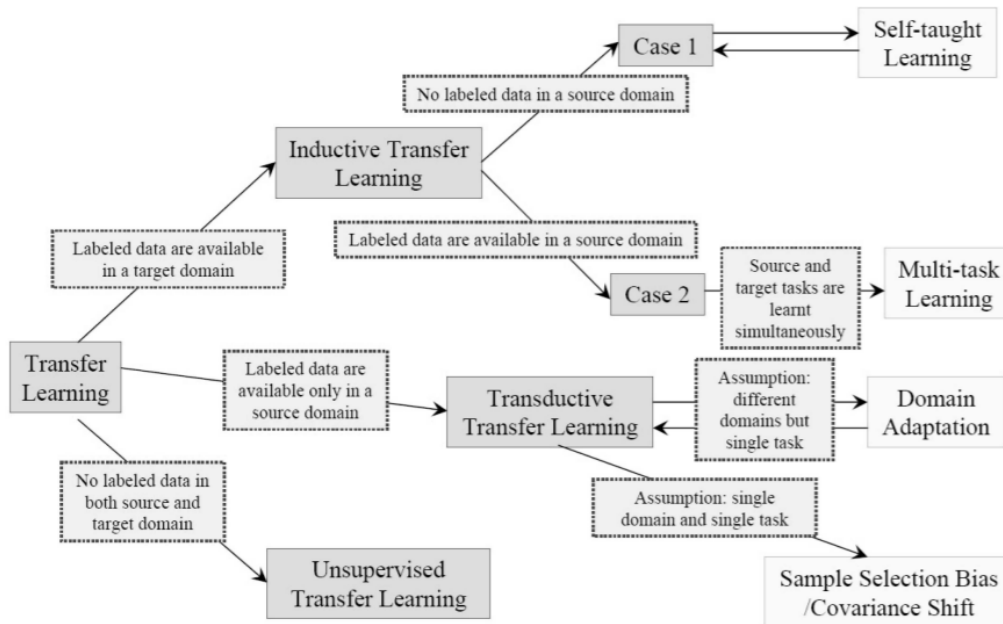 Case 1
Self-taught
Learning
No labeled data in a source domain
Inductive Transfer
Learning
Labeled data are available
in a target domain
Labeled data are available in a source domain
Case 2
Source and
target tasks are
learnt
simultaneously
Multi-task
Learning
Transfer
Learning
Labeled data are
available only in a
source domain
Transductive
Transfer Learning
Assumption:
different
domains but
single task
Domain
Adaptation
No labeled data in
both source and
target domain
Assumption: single
domain and single task
Unsupervised
Transfer Learning
Sample Selection Bias
/Covariance Shift